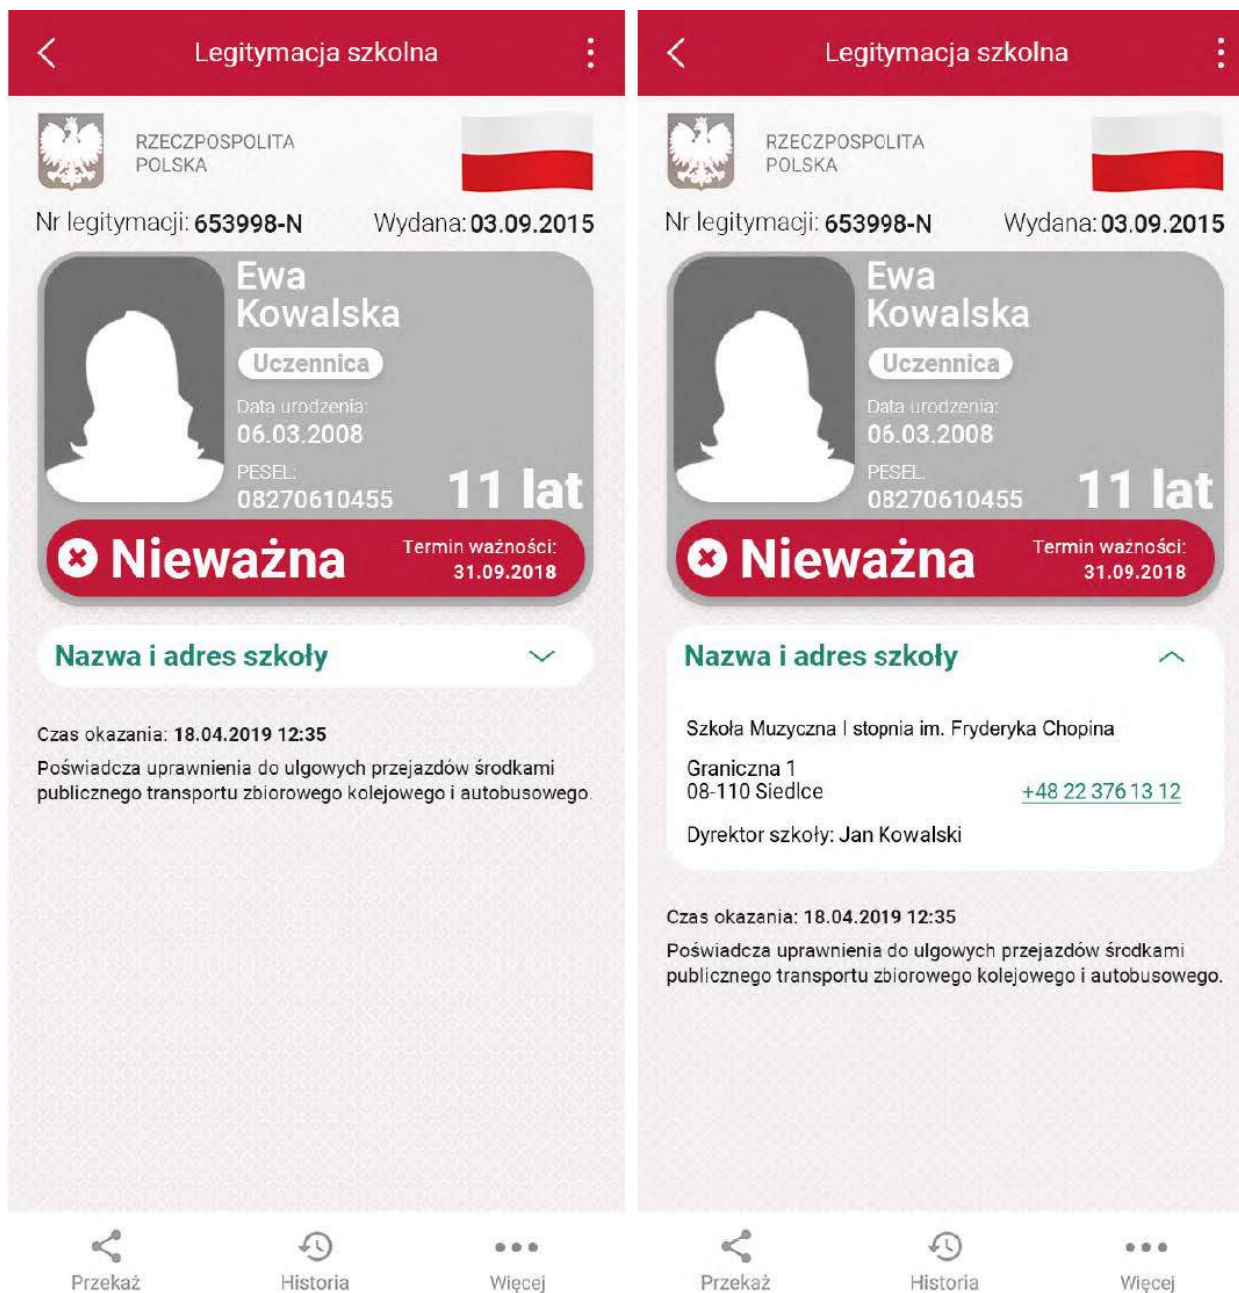 Legitymacja szkolna
RZECZPOSPOLITA
POLSKA
Nr legitymacji: 653998-N Wydana: 03.09.2015
Ewa
Kowalska
Uczennica
Data urodzenia:
06.03.2008
PESEL:
08270610455
11 lat
Nieważna
Termin ważności:
31.09.2018
Nazwa i adres szkoły
Czas okazania: 18.04.2019 12:35
Poświadcza uprawnienia do ulgowych przejazdów środkami
publicznego transportu zbiorowego kolejowego i autobusowego.
Przekaż Historia Więcej
Legitymacja szkolna
RZECZPOSPOLITA
POLSKA
Nr legitymacji: 653998-N Wydana: 03.09.2015
Ewa
Kowalska
Uczennica
Data urodzenia:
06.03.2008
PESEL:
08270610455
11 lat
Nieważna
Termin ważności:
31.09.2018
Nazwa i adres szkoły
Szkoła Muzyczna I stopnia im. Fryderyka Chopina
Graniczna 1
08-110 Siedlce +48 22 376 13 12
Dyrektor szkoły: Jan Kowalski
Czas okazania: 18.04.2019 12:35
Poświadcza uprawnienia do ulgowych przejazdów środkami
publicznego transportu zbiorowego kolejowego i autobusowego.
Przekaż Historia Więcej